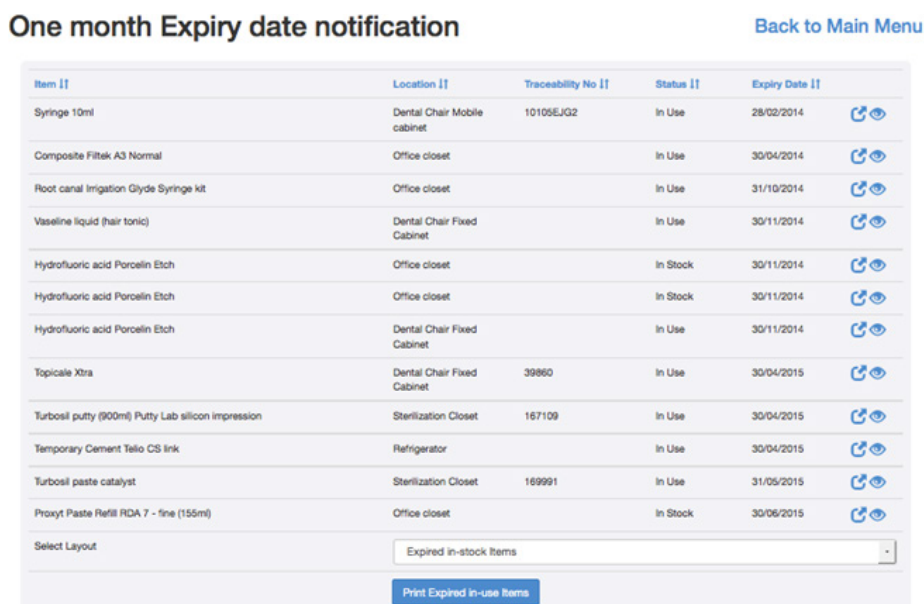 One month Expiry date notification
Back to Main Menu
Item Location Traceability No Status Expiry Date
Syringe 10ml Dental Chair Mobile cabinet 10105EJG2 In Use 28/02/2014
Composite Filtek A3 Normal Office closet In Use 30/04/2014
Root canal Irrigation Glyde Syringe kit Office closet In Use 31/10/2014
Vaseline liquid (hair tonic) Dental Chair Fixed Cabinet In Use 30/11/2014
Hydrofluoric acid Porcelin Etch Office closet In Stock 30/11/2014
Hydrofluoric acid Porcelin Etch Office closet In Stock 30/11/2014
Hydrofluoric acid Porcelin Etch Dental Chair Fixed Cabinet In Use 30/11/2014
Topicale Xtra Dental Chair Fixed Cabinet 39860 In Use 30/04/2015
Turbosil putty (900ml) Putty Lab silicon impression Sterilization Closet 167109 In Use 30/04/2015
Temporary Cement Telio CS link Refrigerator In Use 30/04/2015
Turbosil paste catalyst Sterilization Closet 169991 In Use 31/05/2015
Proxyt Paste Refill RDA 7 - fine (155ml) Office closet In Stock 30/06/2015
Select Layout Expired in-stock Items
Print Expired in-use Items